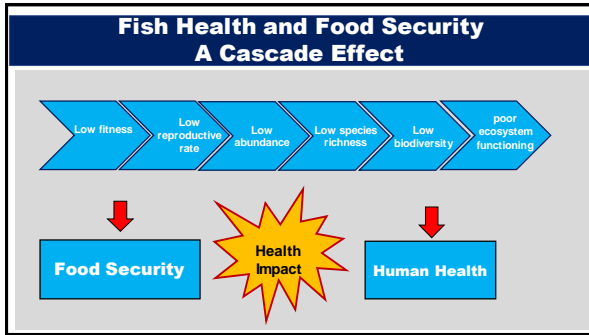 Fish Health and Food Security
A Cascade Effect
Low fitness
Low
reproductive
rate
Low
abundance
Low species
richness
Low
biodiversity
poor
ecosystem
functioning
Food Security
Health
Impact
Human Health